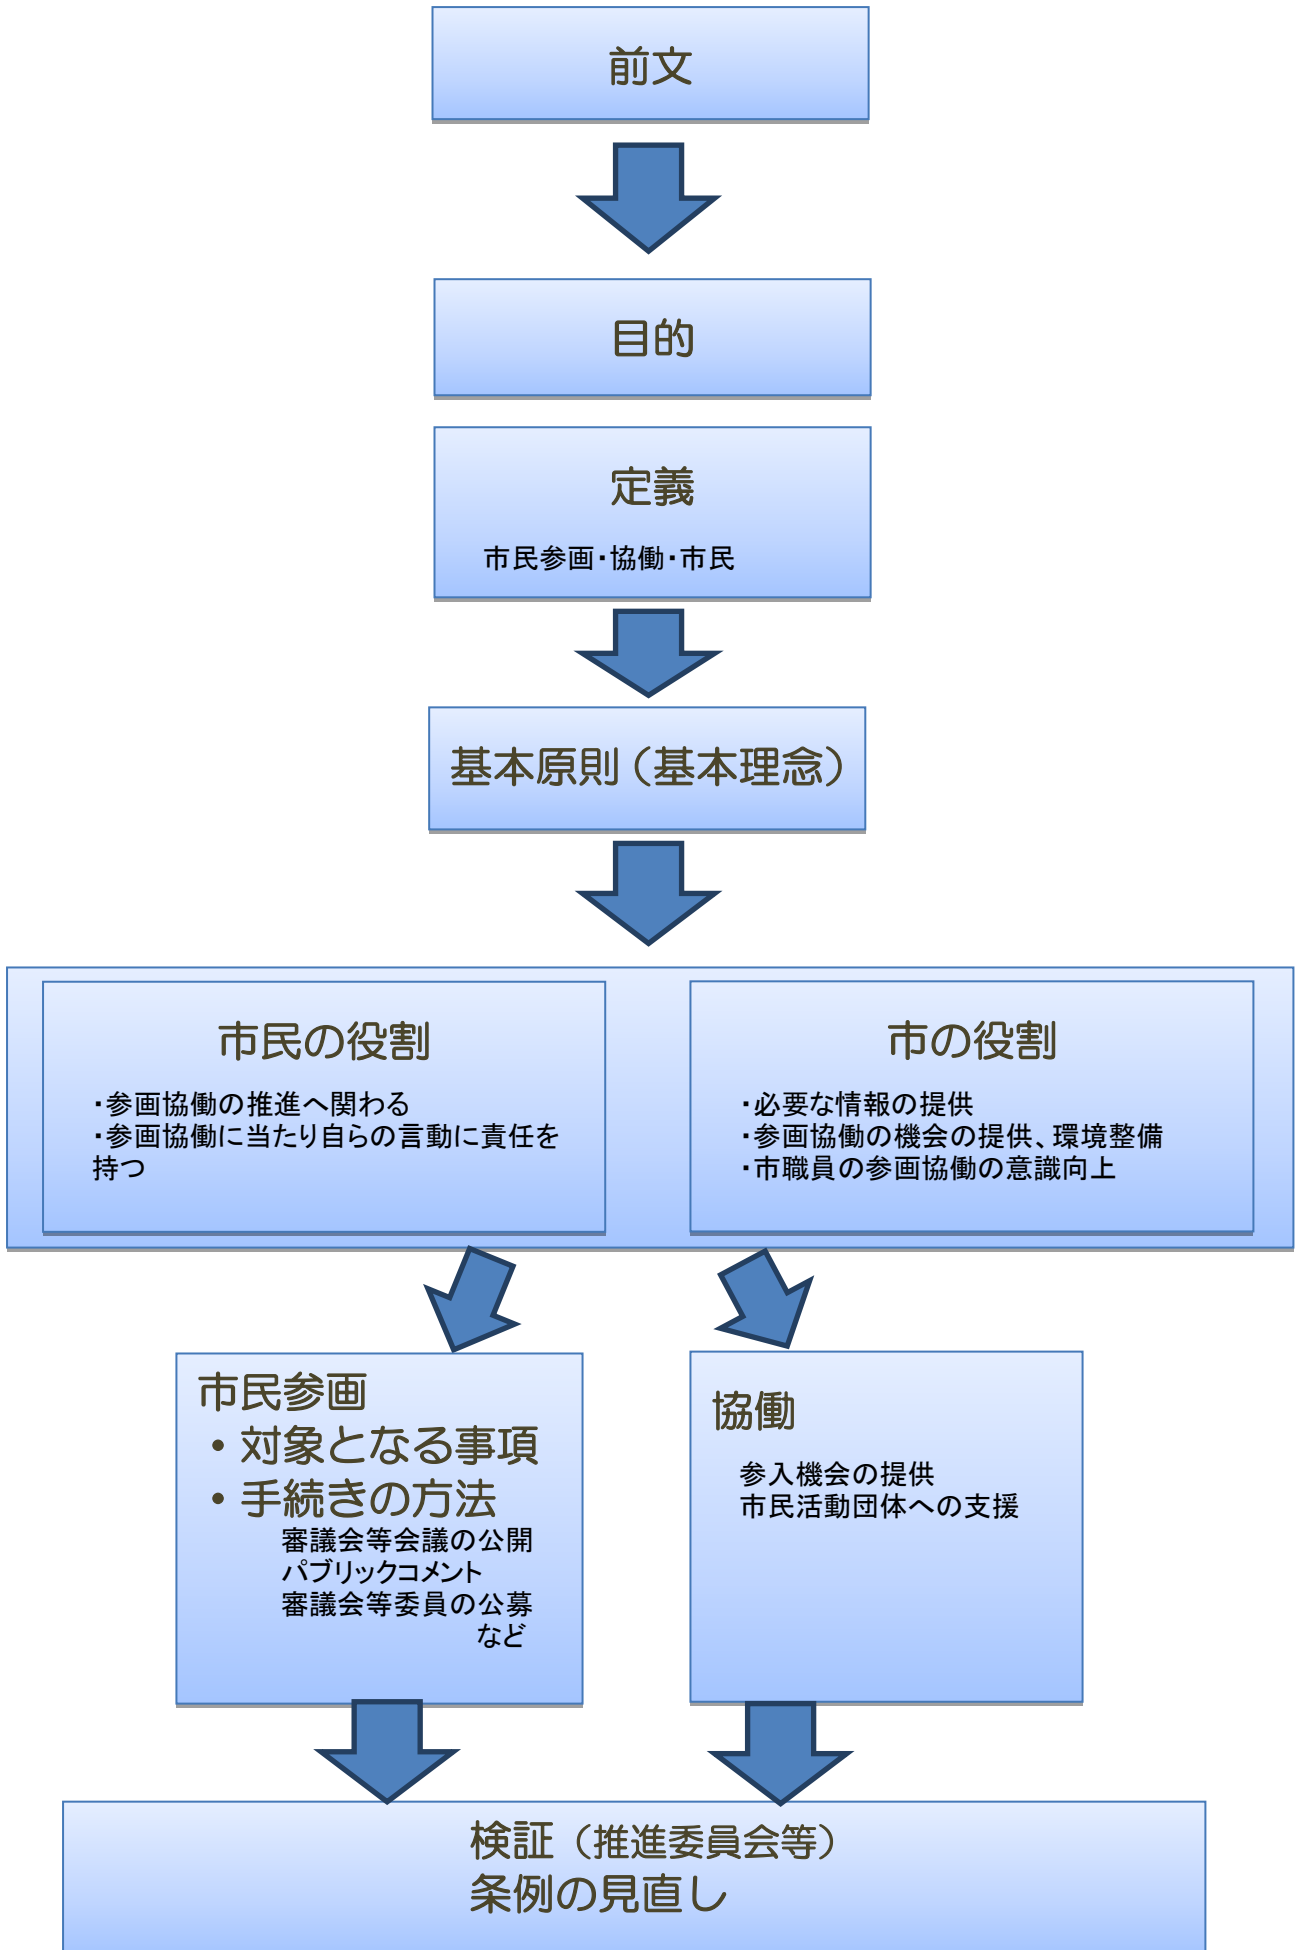 前文
目的
定義
市民参画・協働・市民
基本原則（基本理念）
市民の役割
・参画協働の推進へ関わる
・参画協働に当たり自らの言動に責任を
持つ
市の役割
・必要な情報の提供
・参画協働の機会の提供、環境整備
・市職員の参画協働の意識向上
市民参画
・対象となる事項
・手続きの方法
審議会等会議の公開
パブリックコメント
審議会等委員の公募
など
協働
参入機会の提供
市民活動団体への支援
検証（推進委員会等）
条例の見直し